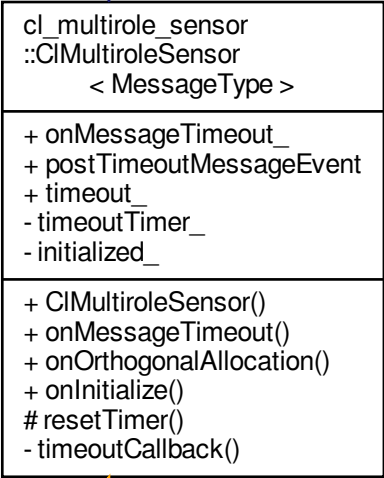 cl_multirole_sensor
::ClMultiroleSensor
< MessageType >
+ onMessageTimeout_
+ postTimeoutMessageEvent
+ timeout_
- timeoutTimer_
- initialized_
+ ClMultiroleSensor()
+ onMessageTimeout()
+ onOrthogonalAllocation()
+ onInitialize()
# resetTimer()
- timeoutCallback()